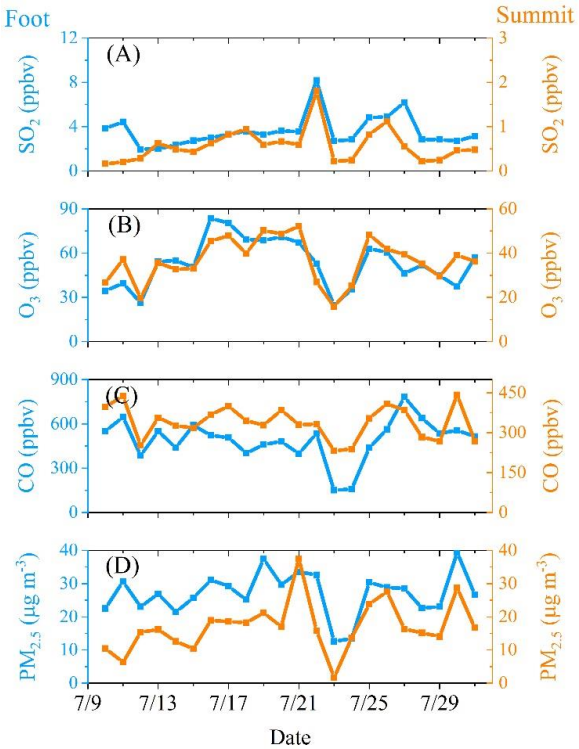 Foot Summit
(A)
SO2 (ppbv)
12
8
4
0
3
2
1
0
SO2 (ppbv)
(B)
O3 (ppbv)
90
60
30
0
60
40
20
0
O3 (ppbv)
(C)
CO (ppbv)
900
600
300
0
450
300
150
0
CO (ppbv)
(D)
PM2.5 (μg m-3)
40
30
20
10
0
40
30
20
10
0
PM2.5 (μg m-3)
7/9 7/13 7/17 7/21 7/25 7/29
Date